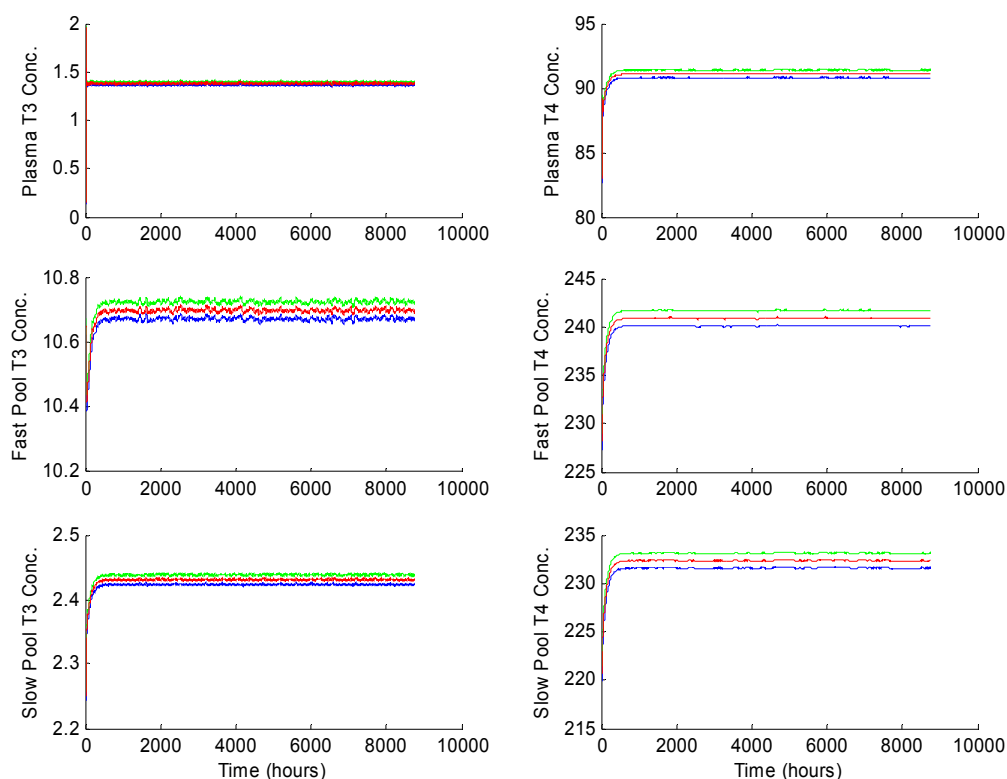 Plasma T3 Conc.
2
1.5
1
0.5
0
0 2000 4000 6000 8000 10000
Plasma T4 Conc.
95
90
85
80
0 2000 4000 6000 8000 10000
Fast Pool T3 Conc.
10.8
10.6
10.4
10.2
0 2000 4000 6000 8000 10000
Fast Pool T4 Conc.
245
240
235
230
225
0 2000 4000 6000 8000 10000
Slow Pool T3 Conc.
2.5
2.4
2.3
2.2
0 2000 4000 6000 8000 10000
Time (hours)
Slow Pool T4 Conc.
235
230
225
220
215
0 2000 4000 6000 8000 10000
Time (hours)